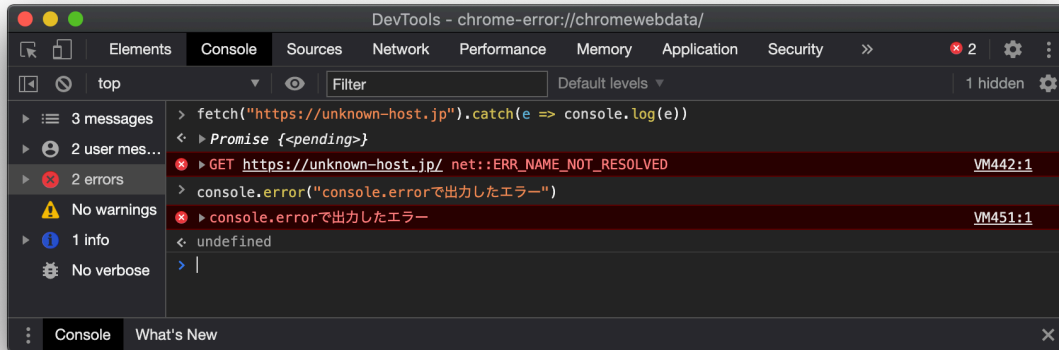 DevTools - chrome-error://chromewebdata/
Elements Console Sources Network Performance Memory Application Security » 2
top Filter Default levels 1 hidden
3 messages
2 user mes...
2 errors
No warnings
1 info
No verbose
> fetch("https://unknown-host.jp").catch(e => console.log(e))
Promise {<pending>}
GET https://unknown-host.jp/ net::ERR_NAME_NOT_RESOLVED VM442:1
> console.error("console.errorで出力したエラー")
console.errorで出力したエラー VM451:1
undefined
>
Console What's New